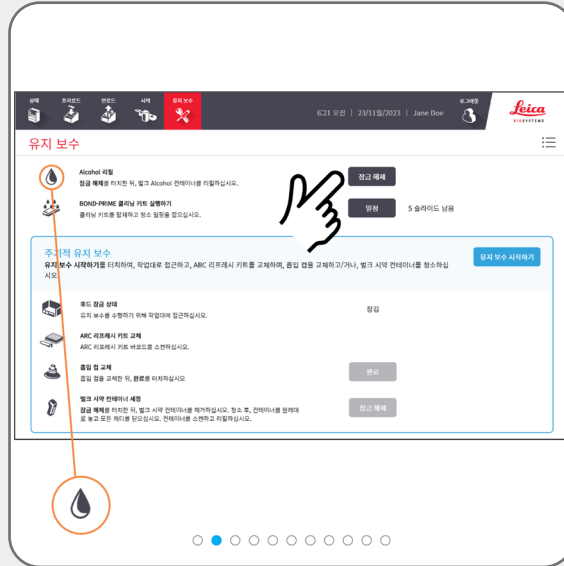 상태
프리로드
언로드
시약
유지 보수
6:21 오전 | 23/11월/2023 | Jane Doe
로그아웃
Leica
BIOSYSTEMS
유지 보수
Alcohol 리필
잠금 해제를 터치한 뒤, 벌크 Alcohol 컨테이너를 리필하십시오.
잠금 해제
BOND-PRIME 클리닝 키트 실행하기
클리닝 키트를 탑재하고 청소 일정을 잡으십시오.
일정
5 슬라이드 남음
주기적 유지 보수
유지 보수 시작하기를 터치하여, 작업대로 접근하고, ARC 리프레시 키트를 교체하며, 흡입 컵을 교체하고/거나, 벌크 시약 컨테이너를 청소하십
시오.
유지 보수 시작하기
후드 잠금 상태
유지 보수를 수행하기 위해 작업대에 접근하십시오.
잠김
ARC 리프레시 키트 교체
ARC 리프레시 키트 바코드를 스캔하십시오.
흡입 컵 교체
흡입 컵을 교체한 뒤, 완료를 터치하십시오
완료
벌크 시약 컨테이너 세정
잠금 해제를 터치한 뒤, 벌크 시약 컨테이너를 제거하십시오. 청소 후, 컨테이너를 원래대
로 놓고 모든 캐디를 닫으십시오. 컨테이너를 스캔하고 리필하십시오.
잠금 해제